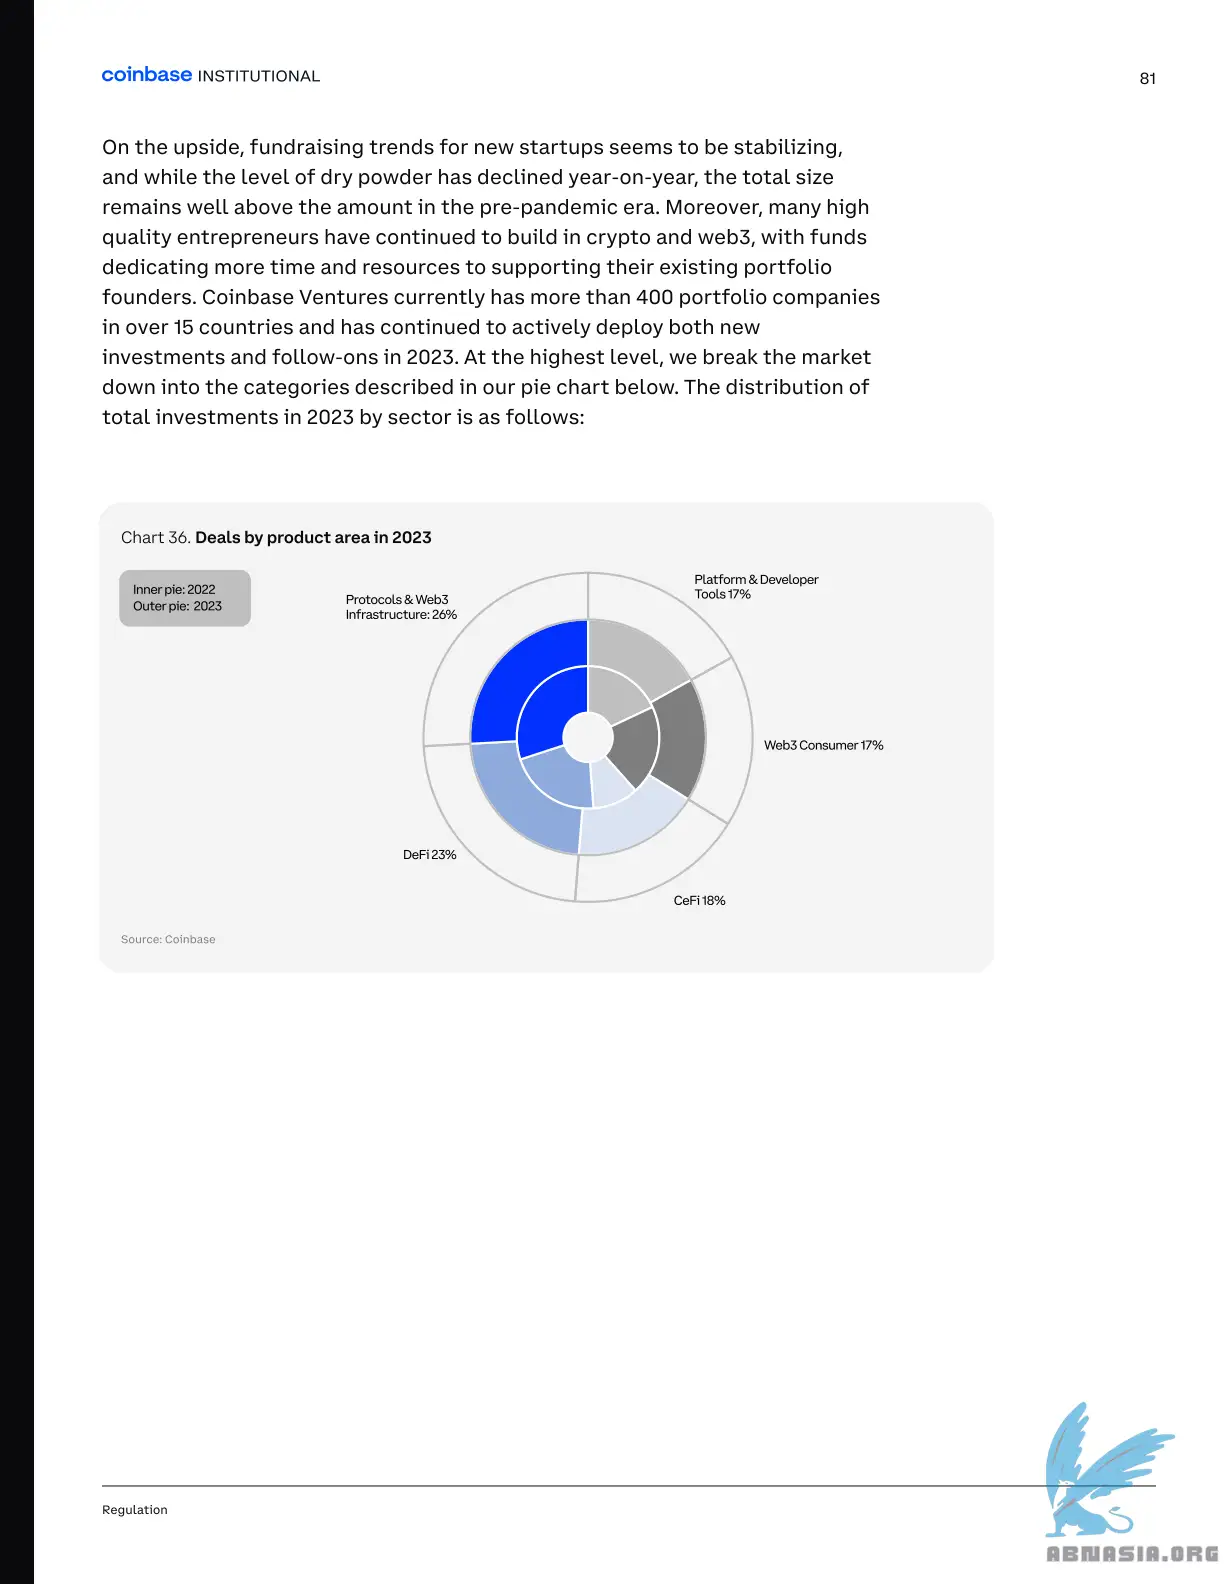 coinbase INSTITUTIONAL
81
On the upside, fundraising trends for new startups seems to be stabilizing,
and while the level of dry powder has declined year-on-year, the total size
remains well above the amount in the pre-pandemic era. Moreover, many high
quality entrepreneurs have continued to build in crypto and web3, with funds
dedicating more time and resources to supporting their existing portfolio
founders. Coinbase Ventures currently has more than 400 portfolio companies
in over 15 countries and has continued to actively deploy both new
investments and follow-ons in 2023. At the highest level, we break the market
down into the categories described in our pie chart below. The distribution of
total investments in 2023 by sector is as follows:
Chart 36. Deals by product area in 2023
Inner pie: 2022
Outer pie: 2023
Protocols & Web3
Infrastructure: 26%
Platform & Developer
Tools 17%
Web3 Consumer 17%
DeFi 23%
CeFi 18%
Source: Coinbase
Regulation
ABNASIA.ORG